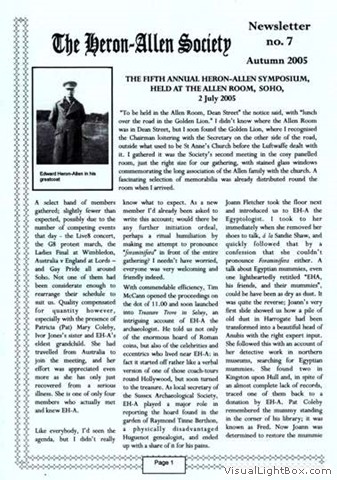 The Heron-Allen Society
Newsletter
no. 7
Autumn 2005
THE FIFTH ANNUAL HERON-ALLEN SYMPOSIUM,
HELD AT THE ALLEN ROOM, SOHO,
2 July 2005
"To be held in the Allen Room, Dean Street" the notice said, with "lunch
over the road in the Golden Lion." I didn't know where the Allen Room
was in Dean Street, but I soon found the Golden Lion, where I recognised
the Chairman loitering with the Secretary on the other side of the road,
outside what used to be St Anne's Church before the Luftwaffe dealt with
it. I gathered it was the Society's second meeting in the cosy panelled
room, just the right size for our gathering, with stained glass windows
commemorating the long association of the Allen family with the church. A
fascinating selection of memorabilia was already distributed round the
room when I arrived.
Edward Heron-Allen in his
greatcoat
A select band of members
gathered; slightly fewer than
expected, possibly due to the
number of competing events
that day - the Live8 concert,
the G8 protest march, the
Ladies Final at Wimbledon,
Australia v England at Lords –
and Gay Pride all around
Soho. Not one of them had
been considerate enough to
rearrange their schedule to
suit us. Quality compensated
for quantity however,
especially with the presence of
Patricia (Pat) Mary Coleby,
Ivor Jones's sister and EH-A's
eldest grandchild. She had
travelled from Australia to
join the meeting, and her
effort was appreciated even
more as she has only just
recovered from a serious
illness. She is one of only four
members who actually met
and knew EH-A.
Like everybody, I'd seen the
agenda, but I didn't really
know what to expect. As a new
member I'd already been asked to
write this account; would there be
any further initiation ordeal,
perhaps a ritual humiliation by
making me attempt to pronounce
"foraminifera" in front of the entire
gathering? I needn't have worried,
everyone was very welcoming and
friendly indeed.
With commendable efficiency, Tim
McCann opened the proceedings on
the dot of 11.00 and soon launched
into Treasure Trove in Selsey, an
intriguing account of EH-A the
archaeologist. He told us not only
of the enormous hoard of Roman
coins, but also of the celebrities and
eccentrics who lived near EH-A: in
fact it started off rather like a verbal
version of one of those coach-tours
round Hollywood, but soon turned
to the treasure. As local secretary of
the Sussex Archaeological Society,
EH-A played a major role in
reporting the hoard found in the
garden of Raymond Tinne Berthon,
a physically disadvantaged
Huguenot genealogist, and ended
up with a share of it for his pains.
Joan Fletcher took the floor next
and introduced us to EH-A the
Egyptologist. I took to her
immediately when she removed her
shoes to talk, à la Sandie Shaw, and
quickly followed that by a
confession that she couldn't
pronounce Foraminifera either. A
talk about Egyptian mummies, even
one lightheartedly retitled "EHA,
his friends, and their mummies",
could be have been as dry as dust. It
was quite the reverse; Joann's very
first slide showed us how a pile of
old dust in Harrogate had been
transformed into a beautiful head of
Anubis with the right expert input.
She followed this with an account of
her detective work in northern
museums, searching for Egyptian
mummies. She found two in
Kingston upon Hull and, in spite of
an almost complete lack of records,
traced one of them back to a
donation by EH-A. Pat Coleby
remembered the mummy standing
in the corner of his library; it was
known as Fred. Now Joann was
determined to restore the mummie
Page 1
VisualLightBox.com